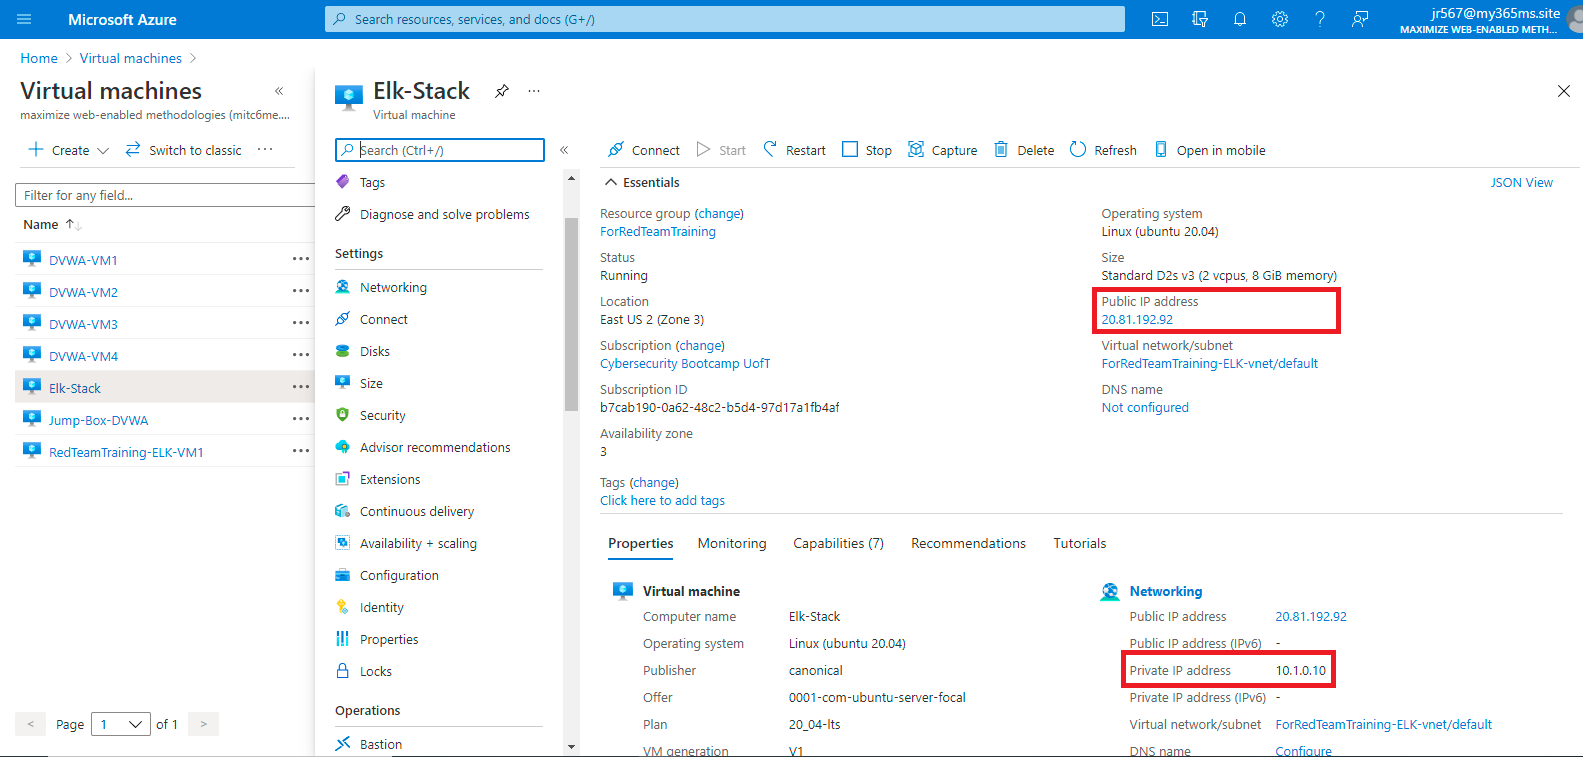 Microsoft Azure
Search resources, services, and docs (G+/)
jr567@my365ms.site
MAXIMIZE WEB-ENABLED METH...
Home > Virtual machines >
Virtual machines
maximize web-enabled methodologies (mitc6me....
Create
Switch to classic
Filter for any field...
Name
DVWA-VM1
DVWA-VM2
DVWA-VM3
DVWA-VM4
Elk-Stack
Jump-Box-DVWA
RedTeamTraining-ELK-VM1
< Page 1 of 1 >
Elk-Stack
Virtual machine
Search (Ctrl+/)
Tags
Diagnose and solve problems
Settings
Networking
Connect
Disks
Size
Security
Advisor recommendations
Extensions
Continuous delivery
Availability + scaling
Configuration
Identity
Properties
Locks
Operations
Bastion
Connect Start Restart Stop Capture Delete Refresh Open in mobile
Essentials
JSON View
Resource group (change)
ForRedTeamTraining
Status
Running
Location
East US 2 (Zone 3)
Subscription (change)
Cybersecurity Bootcamp UofT
Subscription ID
b7cab190-0a62-48c2-b5d4-97d17a1fb4af
Availability zone
3
Operating system
Linux (ubuntu 20.04)
Size
Standard D2s v3 (2 vcpus, 8 GiB memory)
Public IP address
20.81.192.92
Virtual network/subnet
ForRedTeamTraining-ELK-vnet/default
DNS name
Not configured
Tags (change)
Click here to add tags
Properties Monitoring Capabilities (7) Recommendations Tutorials
Virtual machine
Computer name Elk-Stack
Operating system Linux (ubuntu 20.04)
Publisher canonical
Offer 0001-com-ubuntu-server-focal
Plan 20_04-lts
VM generation V1
Networking
Public IP address 20.81.192.92
Public IP address (IPv6) -
Private IP address 10.1.0.10
Private IP address (IPv6) -
Virtual network/subnet ForRedTeamTraining-ELK-vnet/default
DNS name Configure